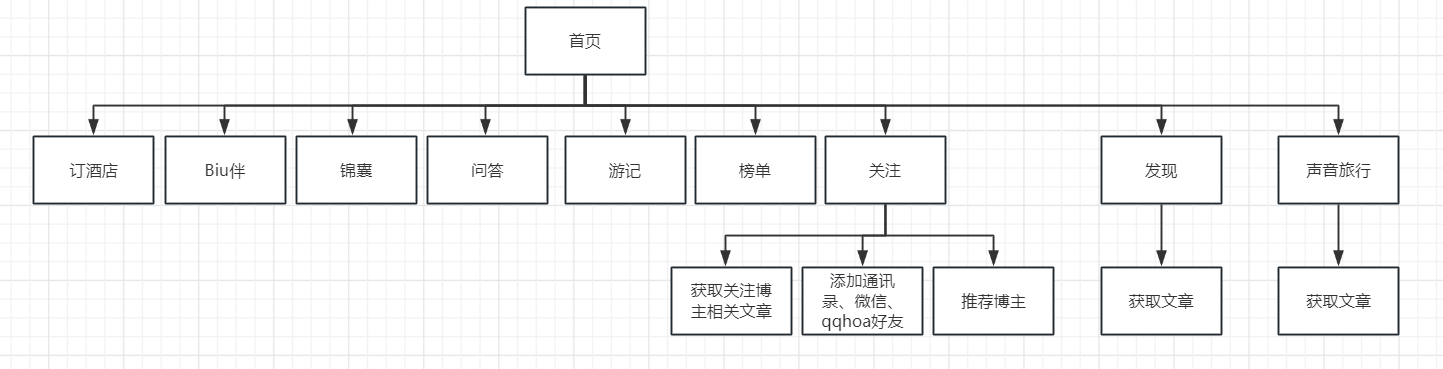 首页
订酒店
Biu伴
锦囊
问答
游记
榜单
关注
发现
声音旅行
获取关注博
主相关文章
添加通讯
录、微信、
qqhoa好友
推荐博主
获取文章
获取文章